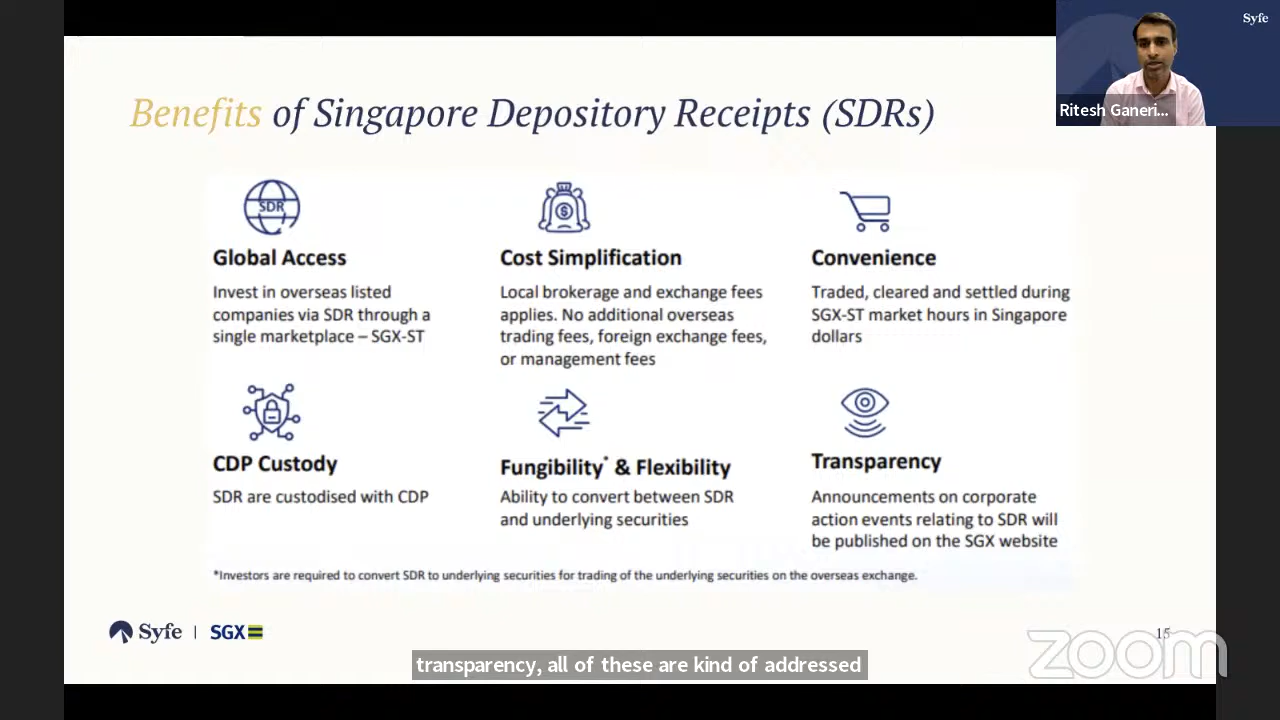 Syfe
Ritesh Ganeri...
Benefits of Singapore Depository Receipts (SDRs)
SDR
Global Access
Invest in overseas listed
companies via SDR through a
single marketplace – SGX-ST
$
Cost Simplification
Local brokerage and exchange fees
applies. No additional overseas
trading fees, foreign exchange fees,
or management fees
Convenience
Traded, cleared and settled during
SGX-ST market hours in Singapore
dollars
CDP Custody
SDR are custodised with CDP
Fungibility* & Flexibility
Ability to convert between SDR
and underlying securities
Transparency
Announcements on corporate
action events relating to SDR will
be published on the SGX website
*Investors are required to convert SDR to underlying securities for trading of the underlying securities on the overseas exchange.
Syfe | SGX
15
zoom
transparency, all of these are kind of addressed